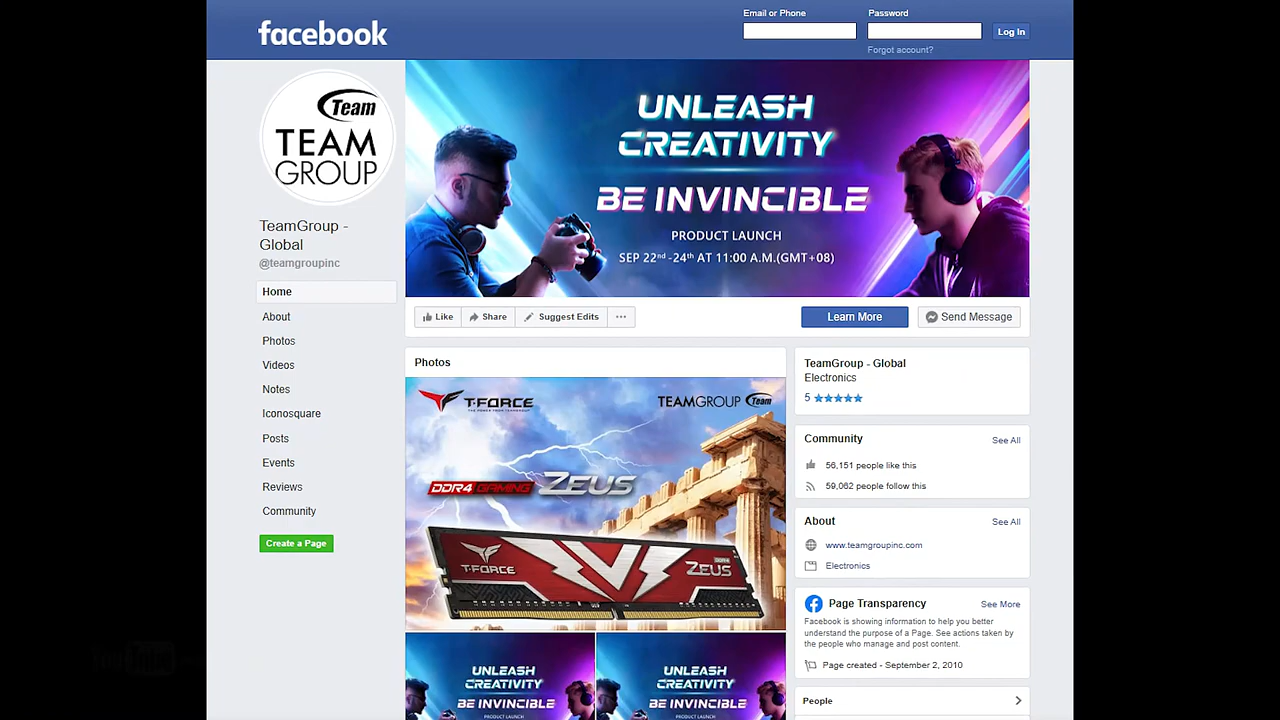 facebook
Email or Phone
Password
Log In
Forgot account?
Team
TEAM
GROUP
TeamGroup -
Global
@teamgroupinc
Home
About
Photos
Videos
Notes
Iconosquare
Posts
Events
Reviews
Community
Create a Page
UNLEASH
CREATIVITY
BE INVINCIBLE
PRODUCT LAUNCH
SEP 22nd -24th AT 11:00 A.M.(GMT+08)
Like
Share
Suggest Edits
Learn More
Send Message
Photos
T-FORCE
THE POWER FROM TEAMGROUP
TEAMGROUP Team
DDR4 GAMING ZEUS
T-FORCE
DDR4
ZEUS
UNLEASH
CREATIVITY
BE INVINCIBLE
PRODUCT LAUNCH
UNLEASH
CREATIVITY
BE INVINCIBLE
PRODUCT LAUNCH
TeamGroup - Global
Electronics
5
Community
See All
56,151 people like this
59,062 people follow this
About
See All
www.teamgroupinc.com
Electronics
Page Transparency
See More
Facebook is showing information to help you better
understand the purpose of a Page. See actions taken by
the people who manage and post content.
Page created - September 2, 2010
People
YouTube